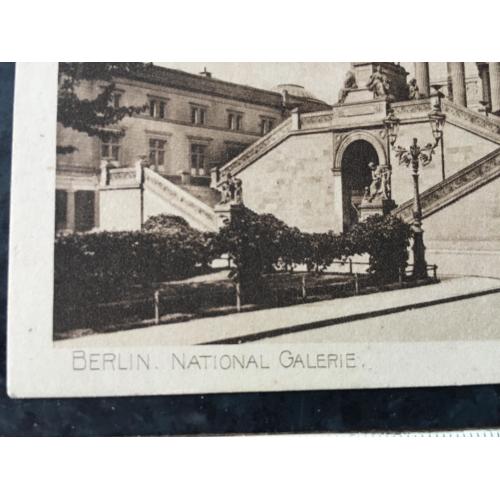 BERLIN. NATIONAL GALERIE.